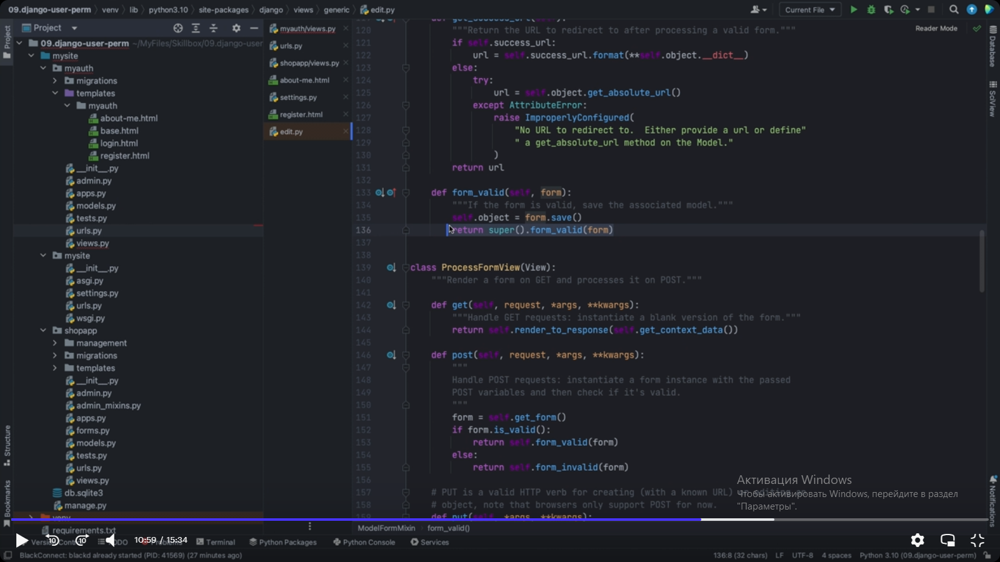 09.django-user-perm venv lib python3.10 site-packages django views generic edit.py
Current File
Project
Project
09.django-user-perm ~/MyFiles/Skillbox/09.django-user
mysite
myauth
migrations
templates
myauth
about-me.html
base.html
login.html
register.html
__init__.py
admin.py
apps.py
models.py
tests.py
urls.py
views.py
mysite
__init__.py
asgi.py
settings.py
urls.py
wsgi.py
shopapp
management
migrations
templates
__init__.py
admin.py
admin_mixins.py
apps.py
forms.py
models.py
tests.py
urls.py
views.py
db.sqlite3
manage.py
venv
requirements.txt
Structure
Bookmarks
myauth/views.py
urls.py
shopapp/views.py
about-me.html
settings.py
register.html
edit.py
Reader Mode
Database
SciView
Notifications
120 """Return the URL to redirect to after processing a valid form."""
121 if self.success_url:
122 url = self.success_url.format(**self.object.__dict__)
123 else:
124 try:
125 url = self.object.get_absolute_url()
126 except AttributeError:
127 raise ImproperlyConfigured(
128 "No URL to redirect to.  Either provide a url or define"
129 " a get_absolute_url method on the Model."
130 )
131 return url
132
133 def form_valid(self, form):
134 """If the form is valid, save the associated model."""
135 self.object = form.save()
136 return super().form_valid(form)
137
138
139 class ProcessFormView(View):
140 """Render a form on GET and processes it on POST."""
141
142 def get(self, request, *args, **kwargs):
143 """Handle GET requests: instantiate a blank version of the form."""
144 return self.render_to_response(self.get_context_data())
145
146 def post(self, request, *args, **kwargs):
147 """
148 Handle POST requests: instantiate a form instance with the passed
149 POST variables and then check if it's valid.
150 """
151 form = self.get_form()
152 if form.is_valid():
153 return self.form_valid(form)
154 else:
155 return self.form_invalid(form)
156
157 # PUT is a valid HTTP verb for creating (with a known URL) or editing an
158 # object, note that browsers only support POST for now.
159 def put(self, *args, **kwargs):
Активация Windows
Чтобы активировать Windows, перейдите в раздел
"Параметры".
ModelFormMixin form_valid()
10 10 10:59 / 15:34
Terminal Python Packages Python Console Services
BlackConnect: blackd already started (PID: 41569) (27 minutes ago) 136:8 (32 chars) LF UTF-8 4 spaces Python 3.10 (09.django-user-perm)